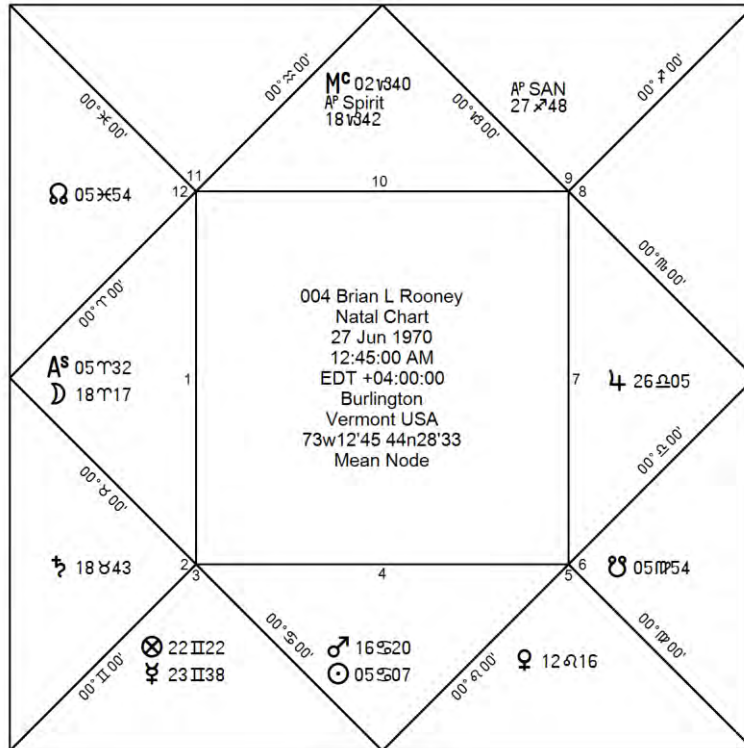 00°♒00'
Mᶜ 02♑40
Aᴾ Spirit
18♑42
00°♑00'
Aᴾ SAN
27♐48
00°♐00'
00°♓00'
11
12
10
9
8
☊ 05♓54
00°♈00'
00°♏00'
004 Brian L Rooney
Natal Chart
27 Jun 1970
12:45:00 AM
EDT +04:00:00
Burlington
Vermont USA
73w12'45 44n28'33
Mean Node
Aˢ 05♈32
☽ 18♈17
1
7
♃ 26♎05
00°♉00'
00°♎00'
♄ 18♉43
2
3
4
5
6
☋ 05♍54
00°♊00'
⊗ 22♊22
☿ 23♊38
00°♋00'
♂ 16♋20
☉ 05♋07
00°♌00'
♀ 12♌16
00°♍00'